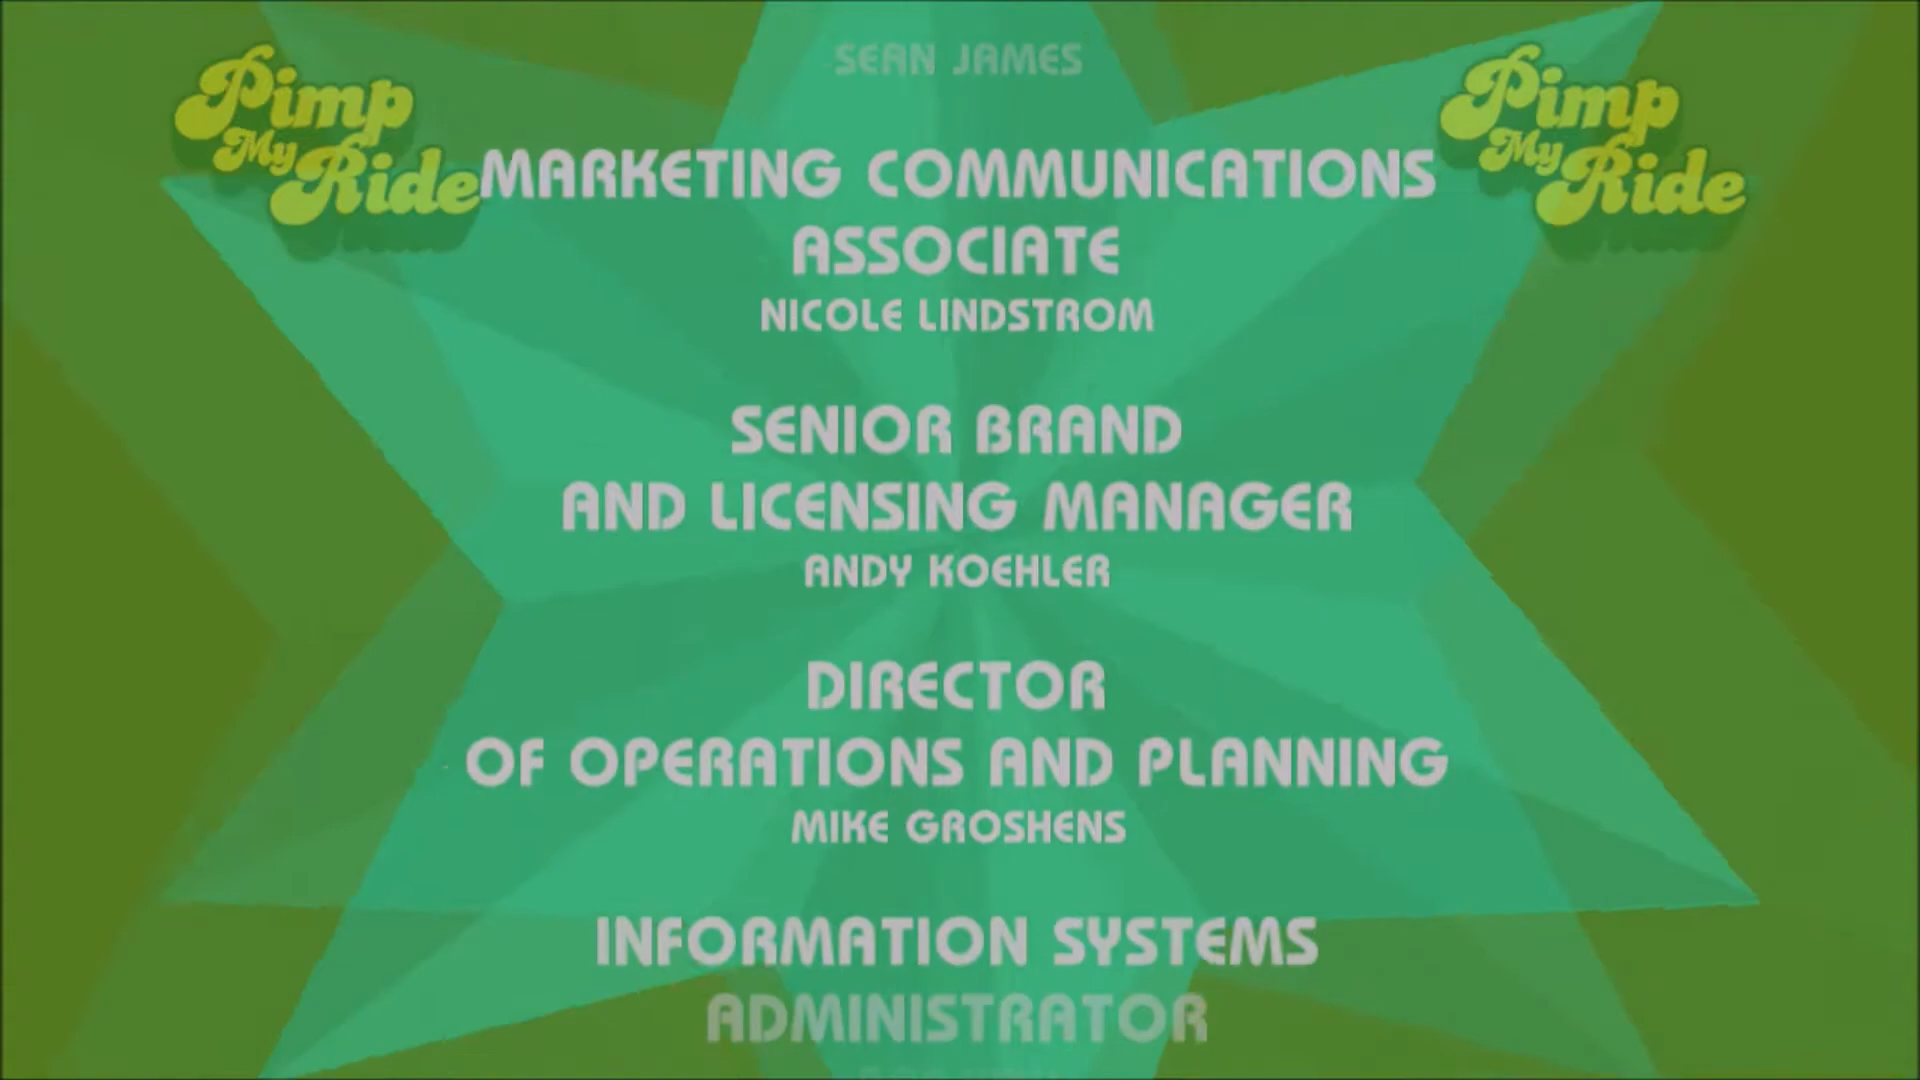 SEAN JAMES
Pimp
My
Ride
Pimp
My
Ride
MARKETING COMMUNICATIONS
ASSOCIATE
NICOLE LINDSTROM
SENIOR BRAND
AND LICENSING MANAGER
ANDY KOEHLER
DIRECTOR
OF OPERATIONS AND PLANNING
MIKE GROSHENS
INFORMATION SYSTEMS
ADMINISTRATOR